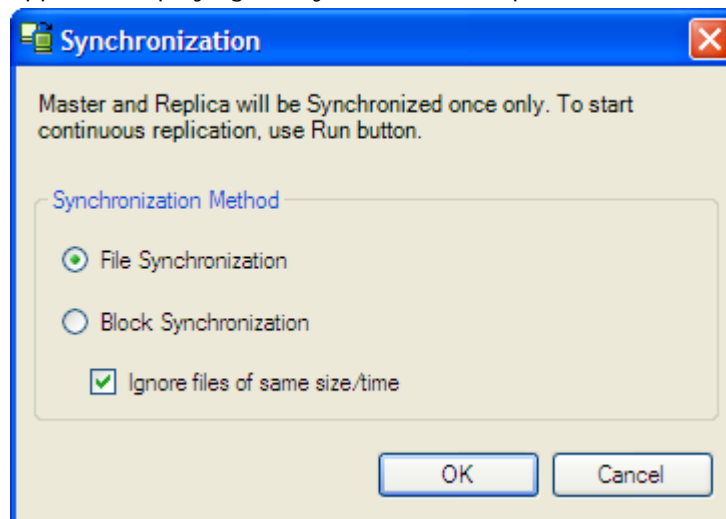 Synchronization
Master and Replica will be Synchronized once only. To start
continuous replication, use Run button.
Synchronization Method
File Synchronization
Block Synchronization
Ignore files of same size/time
OK
Cancel